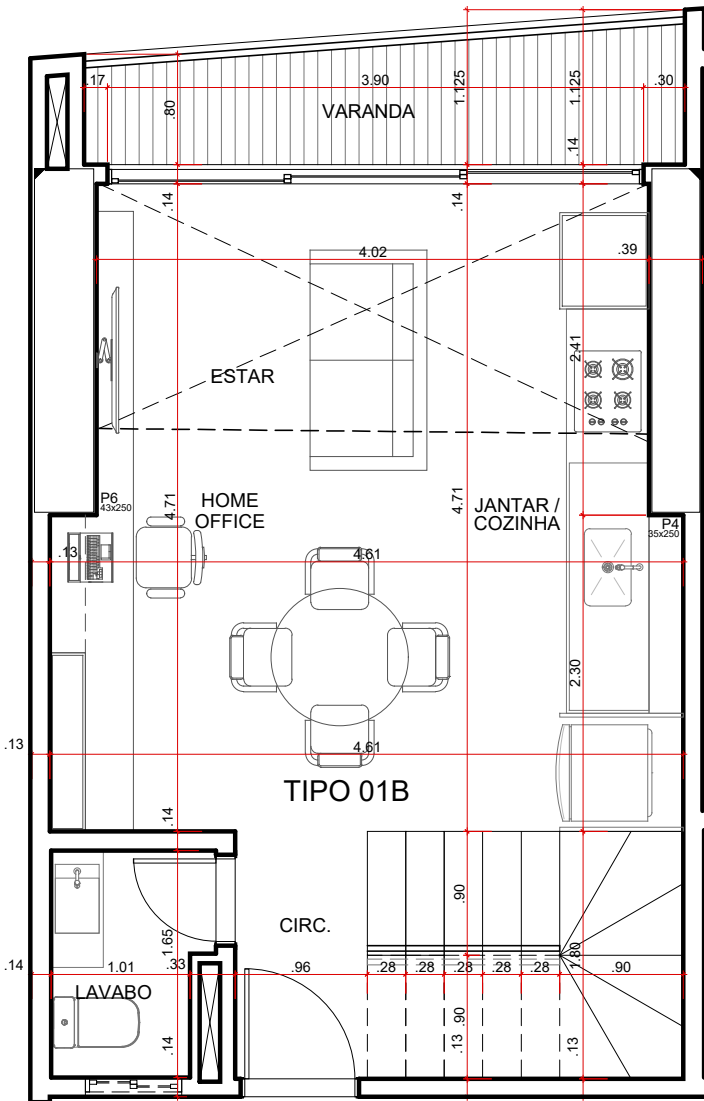 .17
3.90
.30
.80
1.125
1.125
VARANDA
.14
.14
.14
4.02
.39
2.41
ESTAR
P6
43x250
HOME
OFFICE
4.71
4.71
JANTAR /
COZINHA
P4
35x250
.13
4.61
2.30
.13
4.61
TIPO 01B
.14
.90
CIRC.
1.65
1.80
.14
1.01
.33
.96
.28
.28
.28
.28
.28
.90
LAVABO
.90
.14
.13
.13